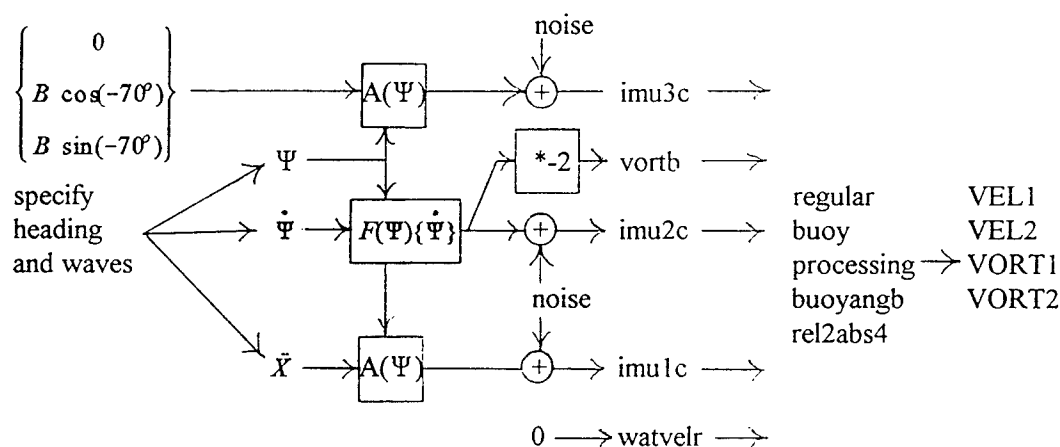 noise
0
B cos(-70°)
B sin(-70°)
A(Ψ)
+
imu3c
Ψ
*-2
vortb
specify
heading
and waves
Ψ̇
F(Ψ){Ψ̇}
+
imu2c
noise
Ẍ
A(Ψ)
+
imu1c
0
watvelr
regular
buoy
processing
buoyangb
rel2abs4
VEL1
VEL2
VORT1
VORT2